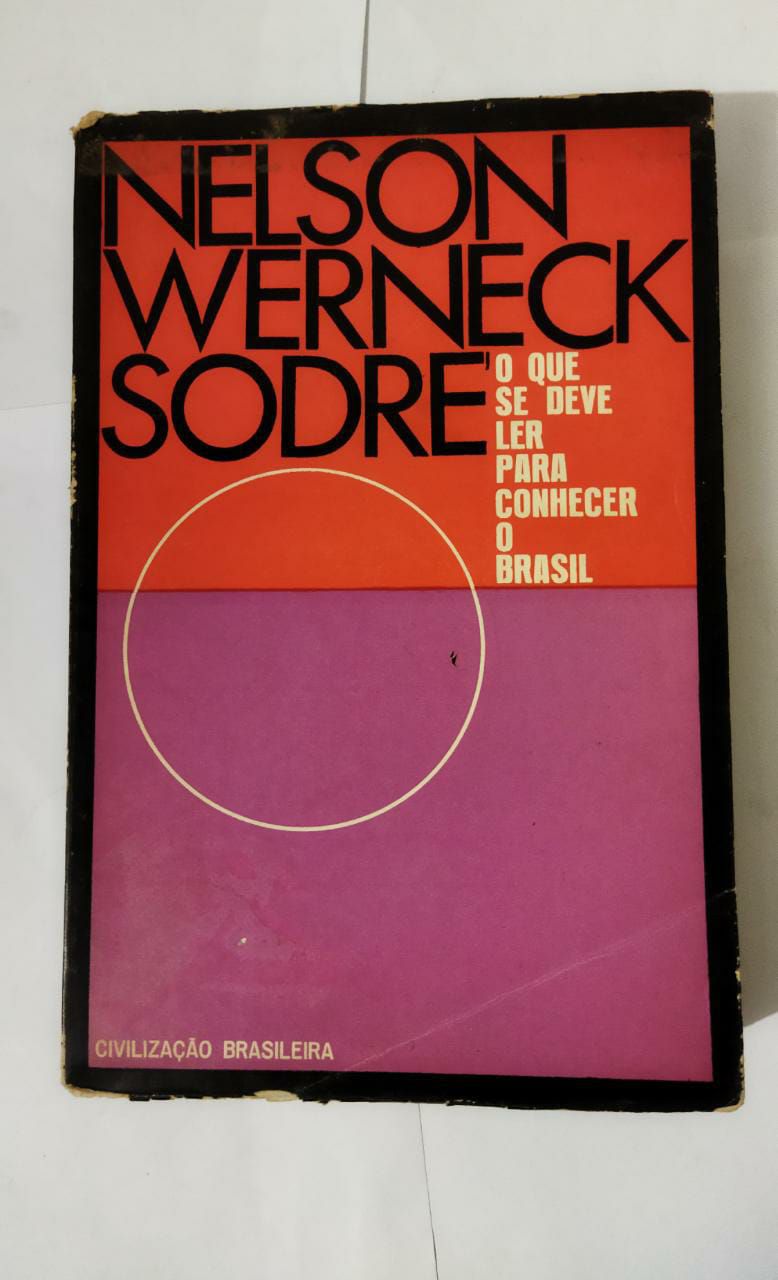 NELSON
WERNECK
SODRÉ
O QUE
SE DEVE
LER
PARA
CONHECER
O
BRASIL
CIVILIZAÇÃO BRASILEIRA